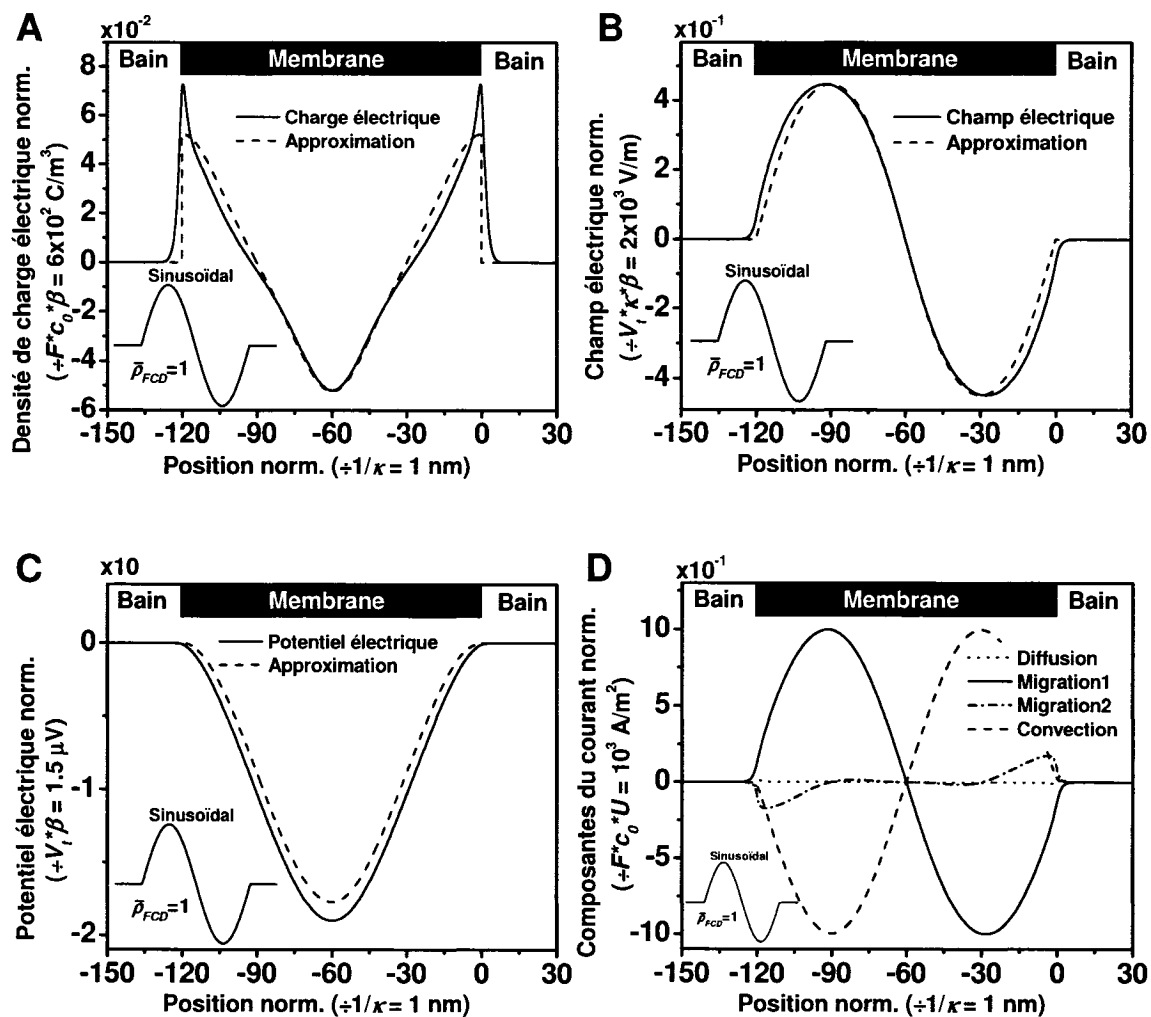 A
x10⁻²
Bain Membrane Bain
Charge électrique
Approximation
Densité de charge électrique norm.
(÷F*c₀*β = 6x10² C/m³)
8
6
4
2
0
-2
-4
-6
Sinusoïdal
ρ̄_FCD=1
-150 -120 -90 -60 -30 0 30
Position norm. (÷1/κ = 1 nm)
B
x10⁻¹
Bain Membrane Bain
Champ électrique
Approximation
Champ électrique norm.
(÷Vₜ*κ*β = 2x10³ V/m)
4
2
0
-2
-4
Sinusoïdal
ρ̄_FCD=1
-150 -120 -90 -60 -30 0 30
Position norm. (÷1/κ = 1 nm)
C
x10
Bain Membrane Bain
Potentiel électrique
Approximation
Potentiel électrique norm.
(÷Vₜ*β = 1.5 μV)
0
-1
-2
Sinusoïdal
ρ̄_FCD=1
-150 -120 -90 -60 -30 0 30
Position norm. (÷1/κ = 1 nm)
D
x10⁻¹
Bain Membrane Bain
Diffusion
Migration1
Migration2
Convection
Composantes du courant norm.
(÷F*c₀*U = 10³ A/m²)
10
5
0
-5
-10
Sinusoïdal
ρ̄_FCD=1
-150 -120 -90 -60 -30 0 30
Position norm. (÷1/κ = 1 nm)